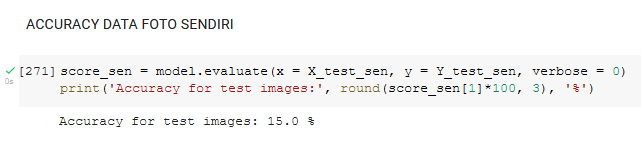 ACCURACY DATA FOTO SENDIRI
[271] score_sen = model.evaluate(x = X_test_sen, y = Y_test_sen, verbose = 0)
0s
print('Accuracy for test images:', round(score_sen[1]*100, 3), '%')
Accuracy for test images: 15.0 %